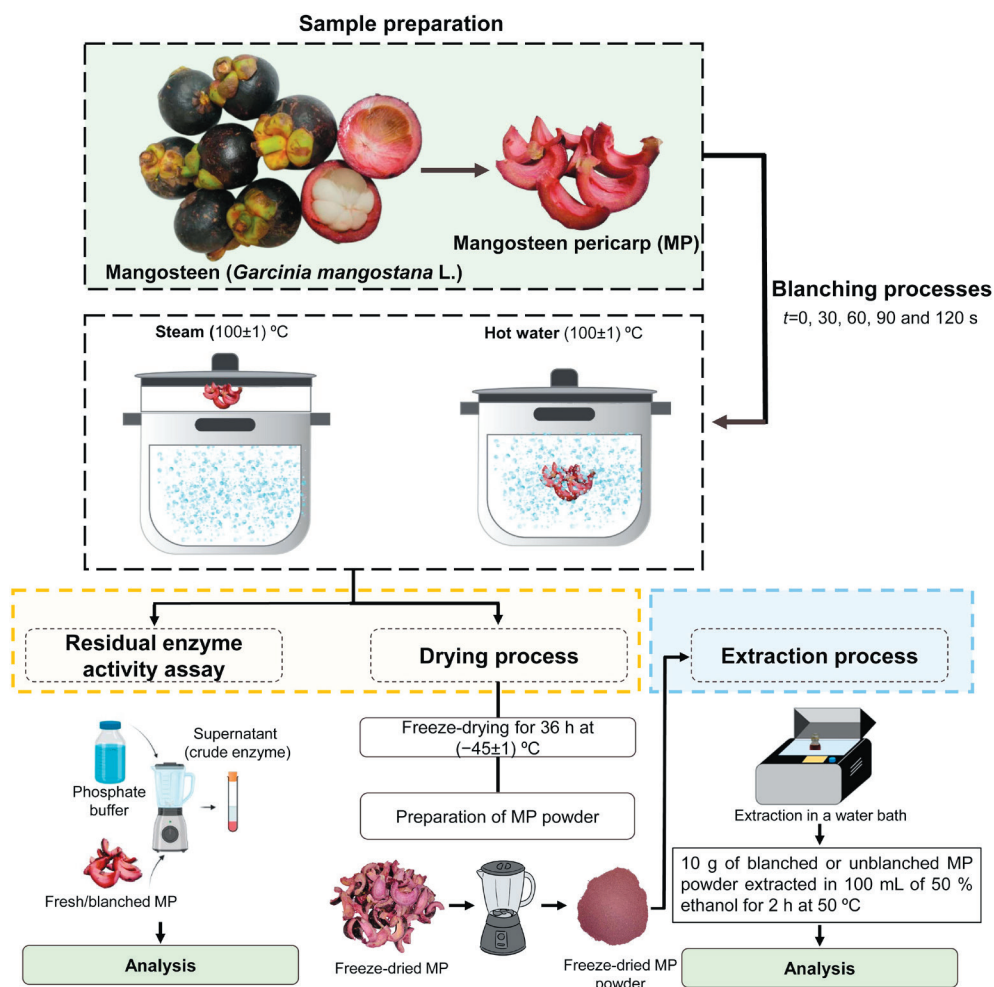 Sample preparation
Mangosteen pericarp (MP)
Mangosteen (Garcinia mangostana L.)
Blanching processes
t=0, 30, 60, 90 and 120 s
Steam (100±1) ºC
Hot water (100±1) ºC
Residual enzyme
activity assay
Drying process
Extraction process
Freeze-drying for 36 h at
(−45±1) ºC
Preparation of MP powder
Supernatant
(crude enzyme)
Phosphate
buffer
Fresh/blanched MP
Analysis
Freeze-dried MP
Freeze-dried MP
powder
Extraction in a water bath
10 g of blanched or unblanched MP
powder extracted in 100 mL of 50 %
ethanol for 2 h at 50 ºC
Analysis